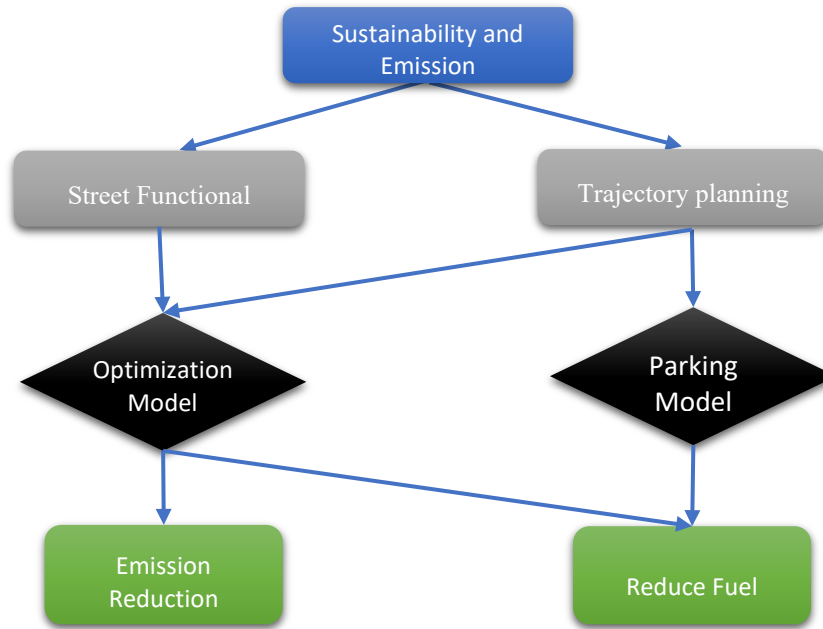 Sustainability and
Emission
Street Functional
Trajectory planning
Optimization
Model
Parking
Model
Emission
Reduction
Reduce Fuel